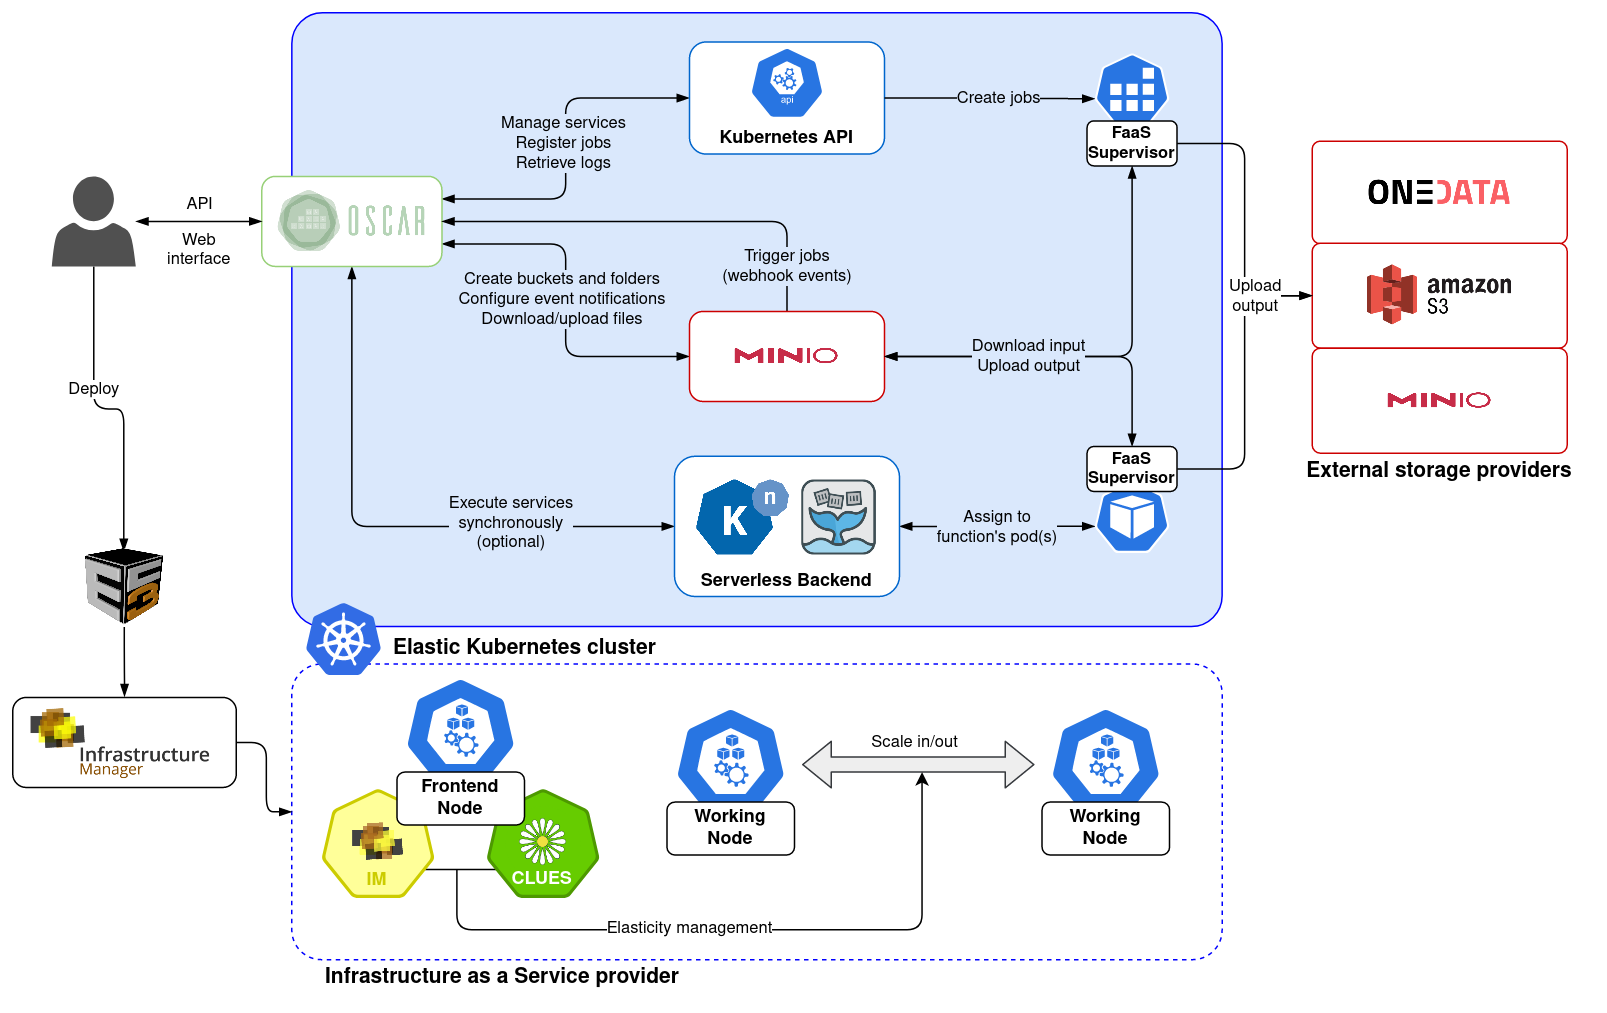 api
Kubernetes API
Create jobs
FaaS
Supervisor
Manage services
Register jobs
Retrieve logs
API
Web
interface
OSCAR
Trigger jobs
(webhook events)
Create buckets and folders
Configure event notifications
Download/upload files
MINIO
Download input
Upload output
Upload
output
ONEDATA
amazon
S3
MINIO
External storage providers
Deploy
FaaS
Supervisor
Execute services
synchronously
(optional)
K
n
Serverless Backend
Assign to
function's pod(s)
ES3
Elastic Kubernetes cluster
Infrastructure
Manager
Frontend
Node
IM
CLUES
Working
Node
Scale in/out
Working
Node
Elasticity management
Infrastructure as a Service provider